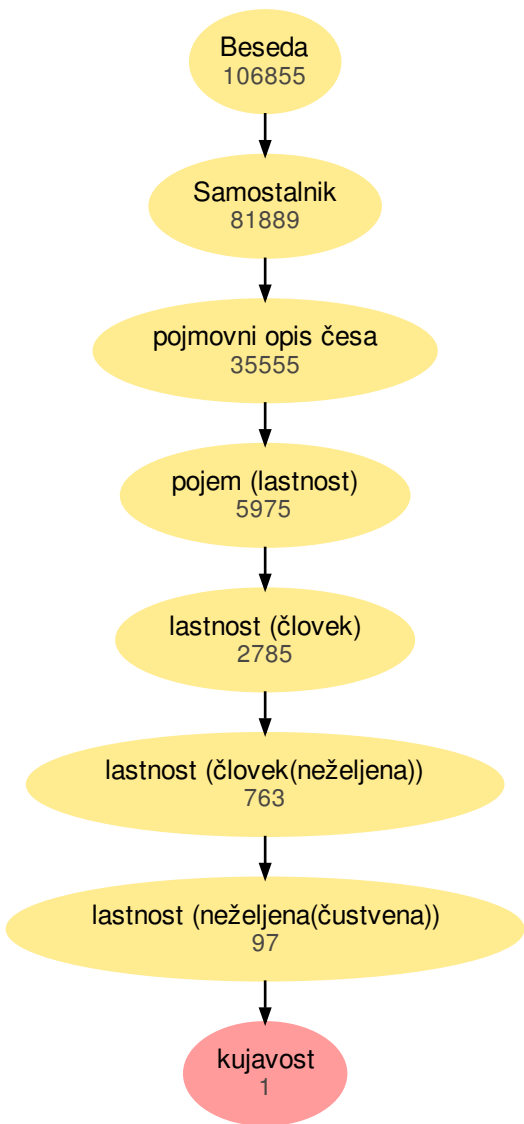 Beseda
106855
Samostalnik
81889
pojmovni opis česa
35555
pojem (lastnost)
5975
lastnost (človek)
2785
lastnost (človek(neželjena))
763
lastnost (neželjena(čustvena))
97
kujavost
1